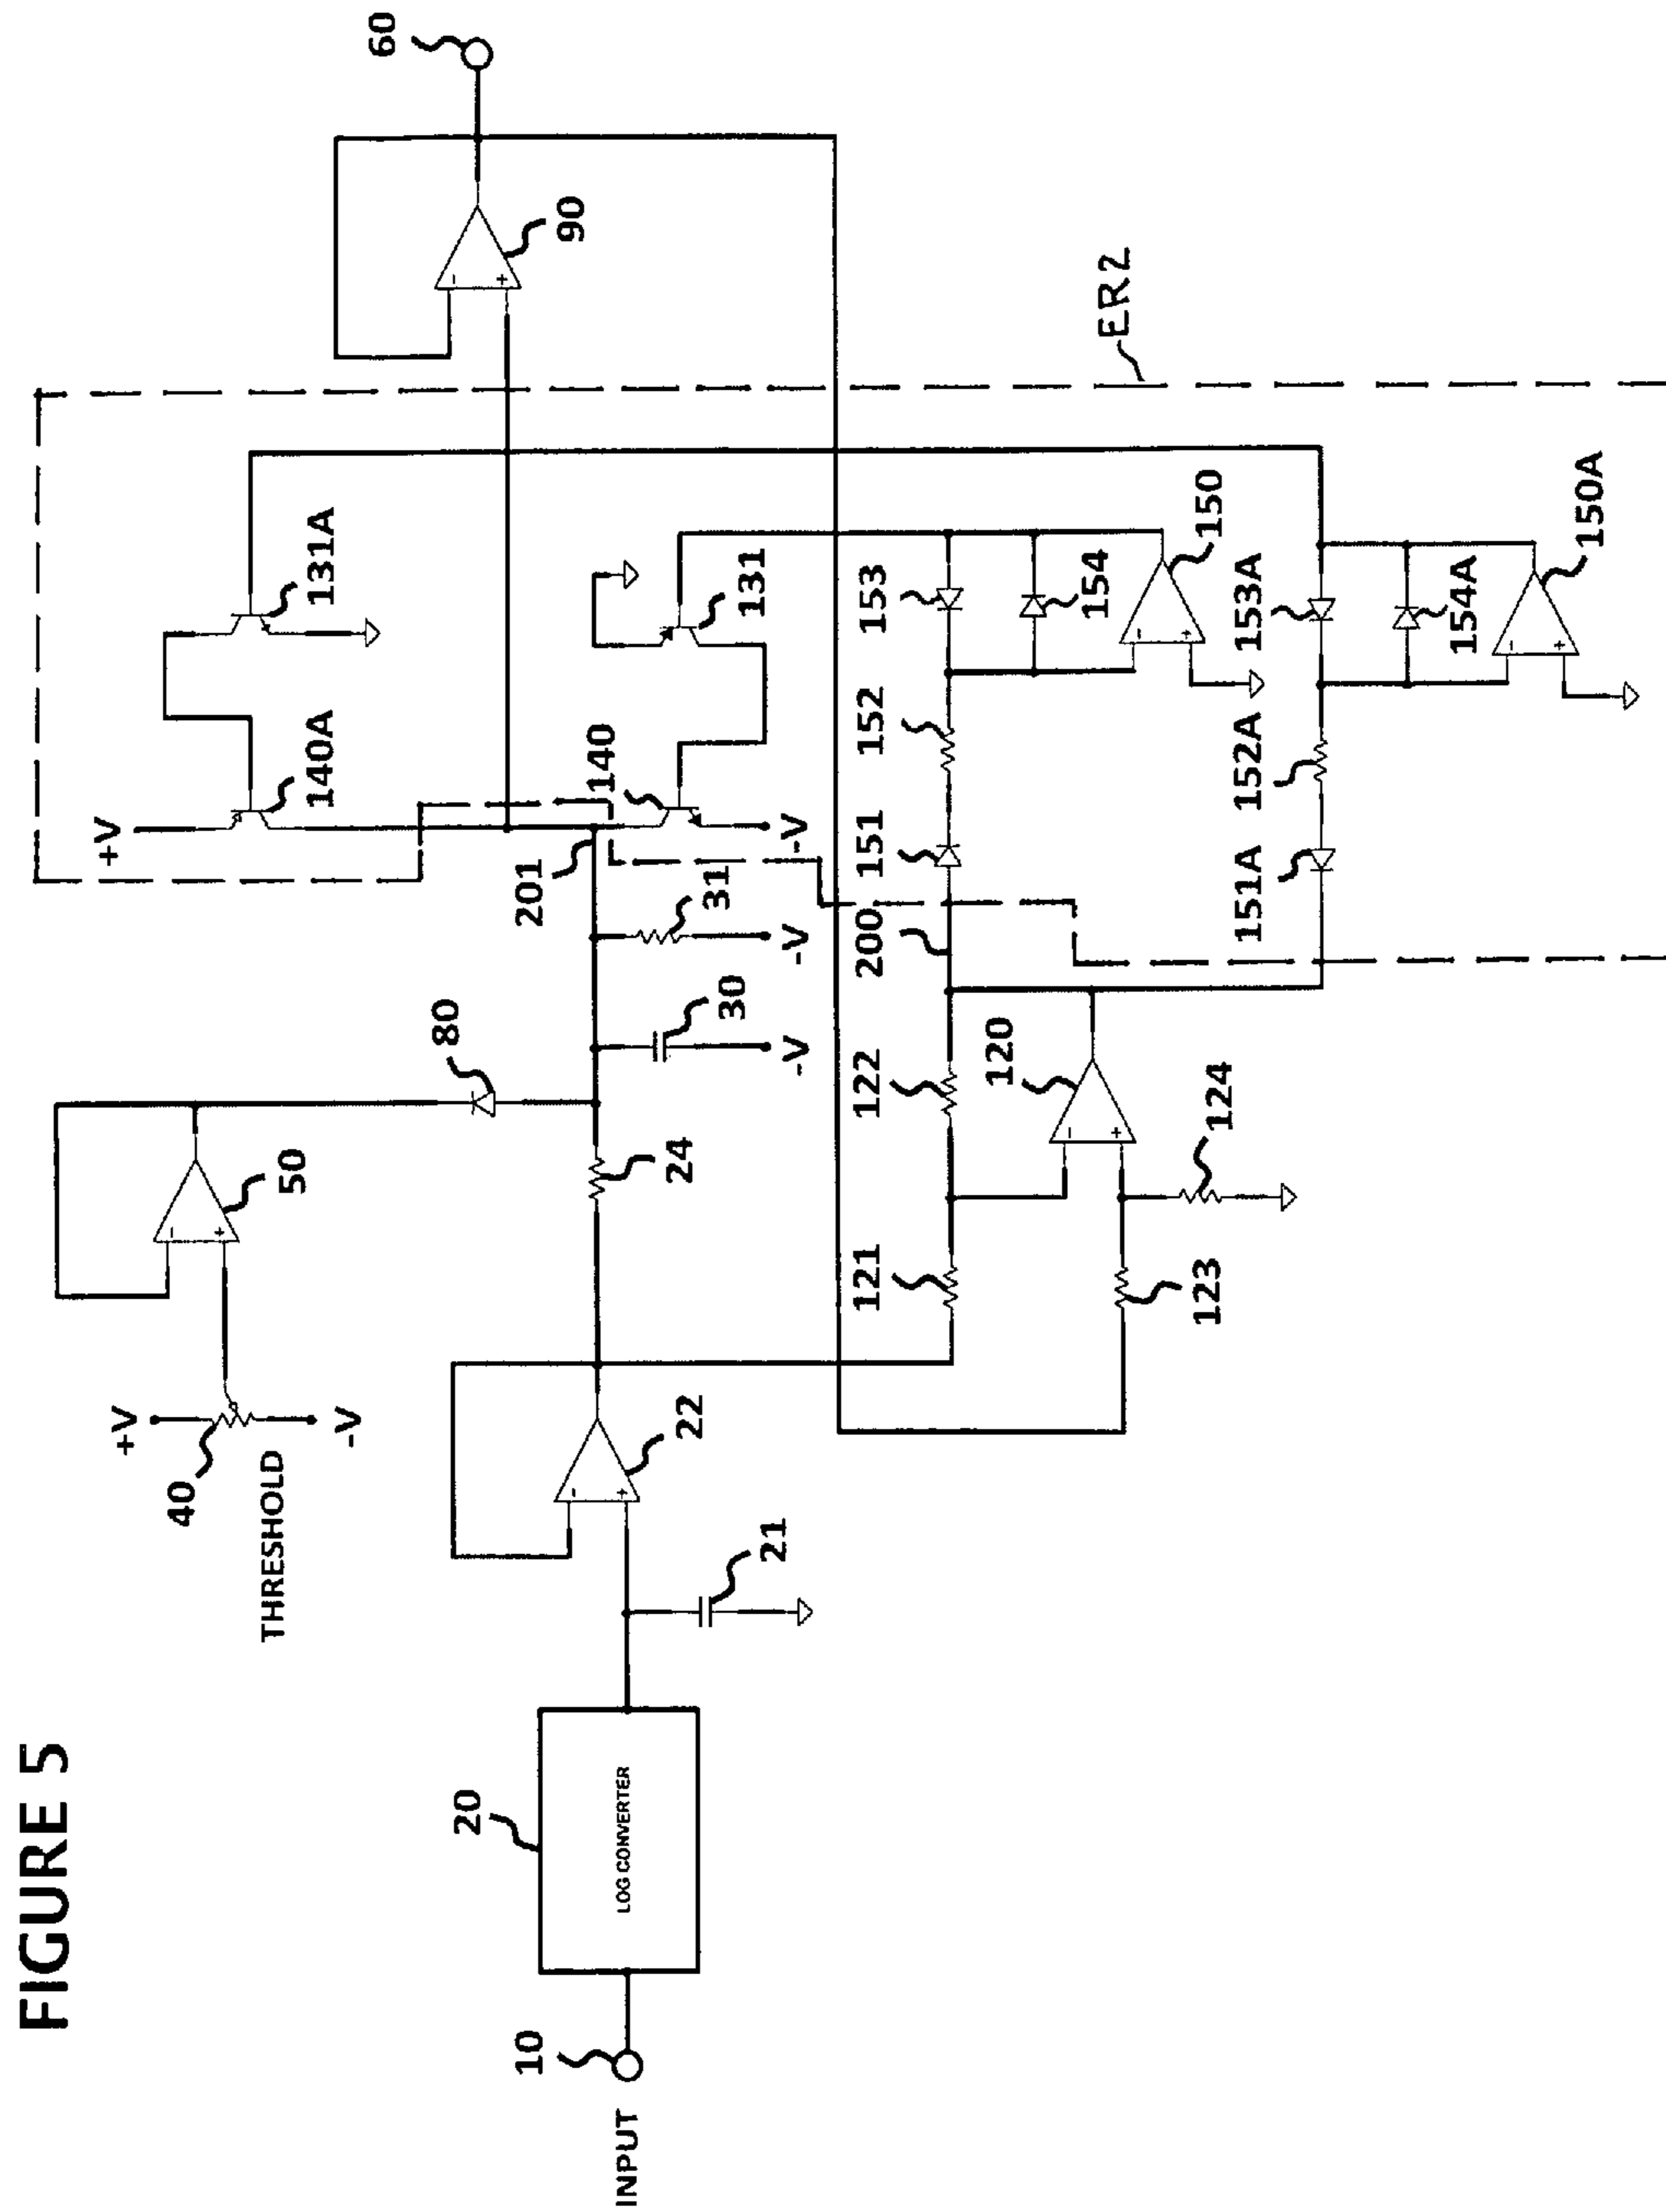 FIGURE 5
+V
40
THRESHOLD
-V
50
80
+V
140A
131A
60
90
INPUT
10
20
LOG CONVERTER
21
22
24
30
-V
31
-V
201
140
-V
131
ER2
121
122
200
151
152
153
154
150
123
124
120
151A
152A
153A
154A
150A
-
+
-
+
-
+
-
+
-
+
-
+